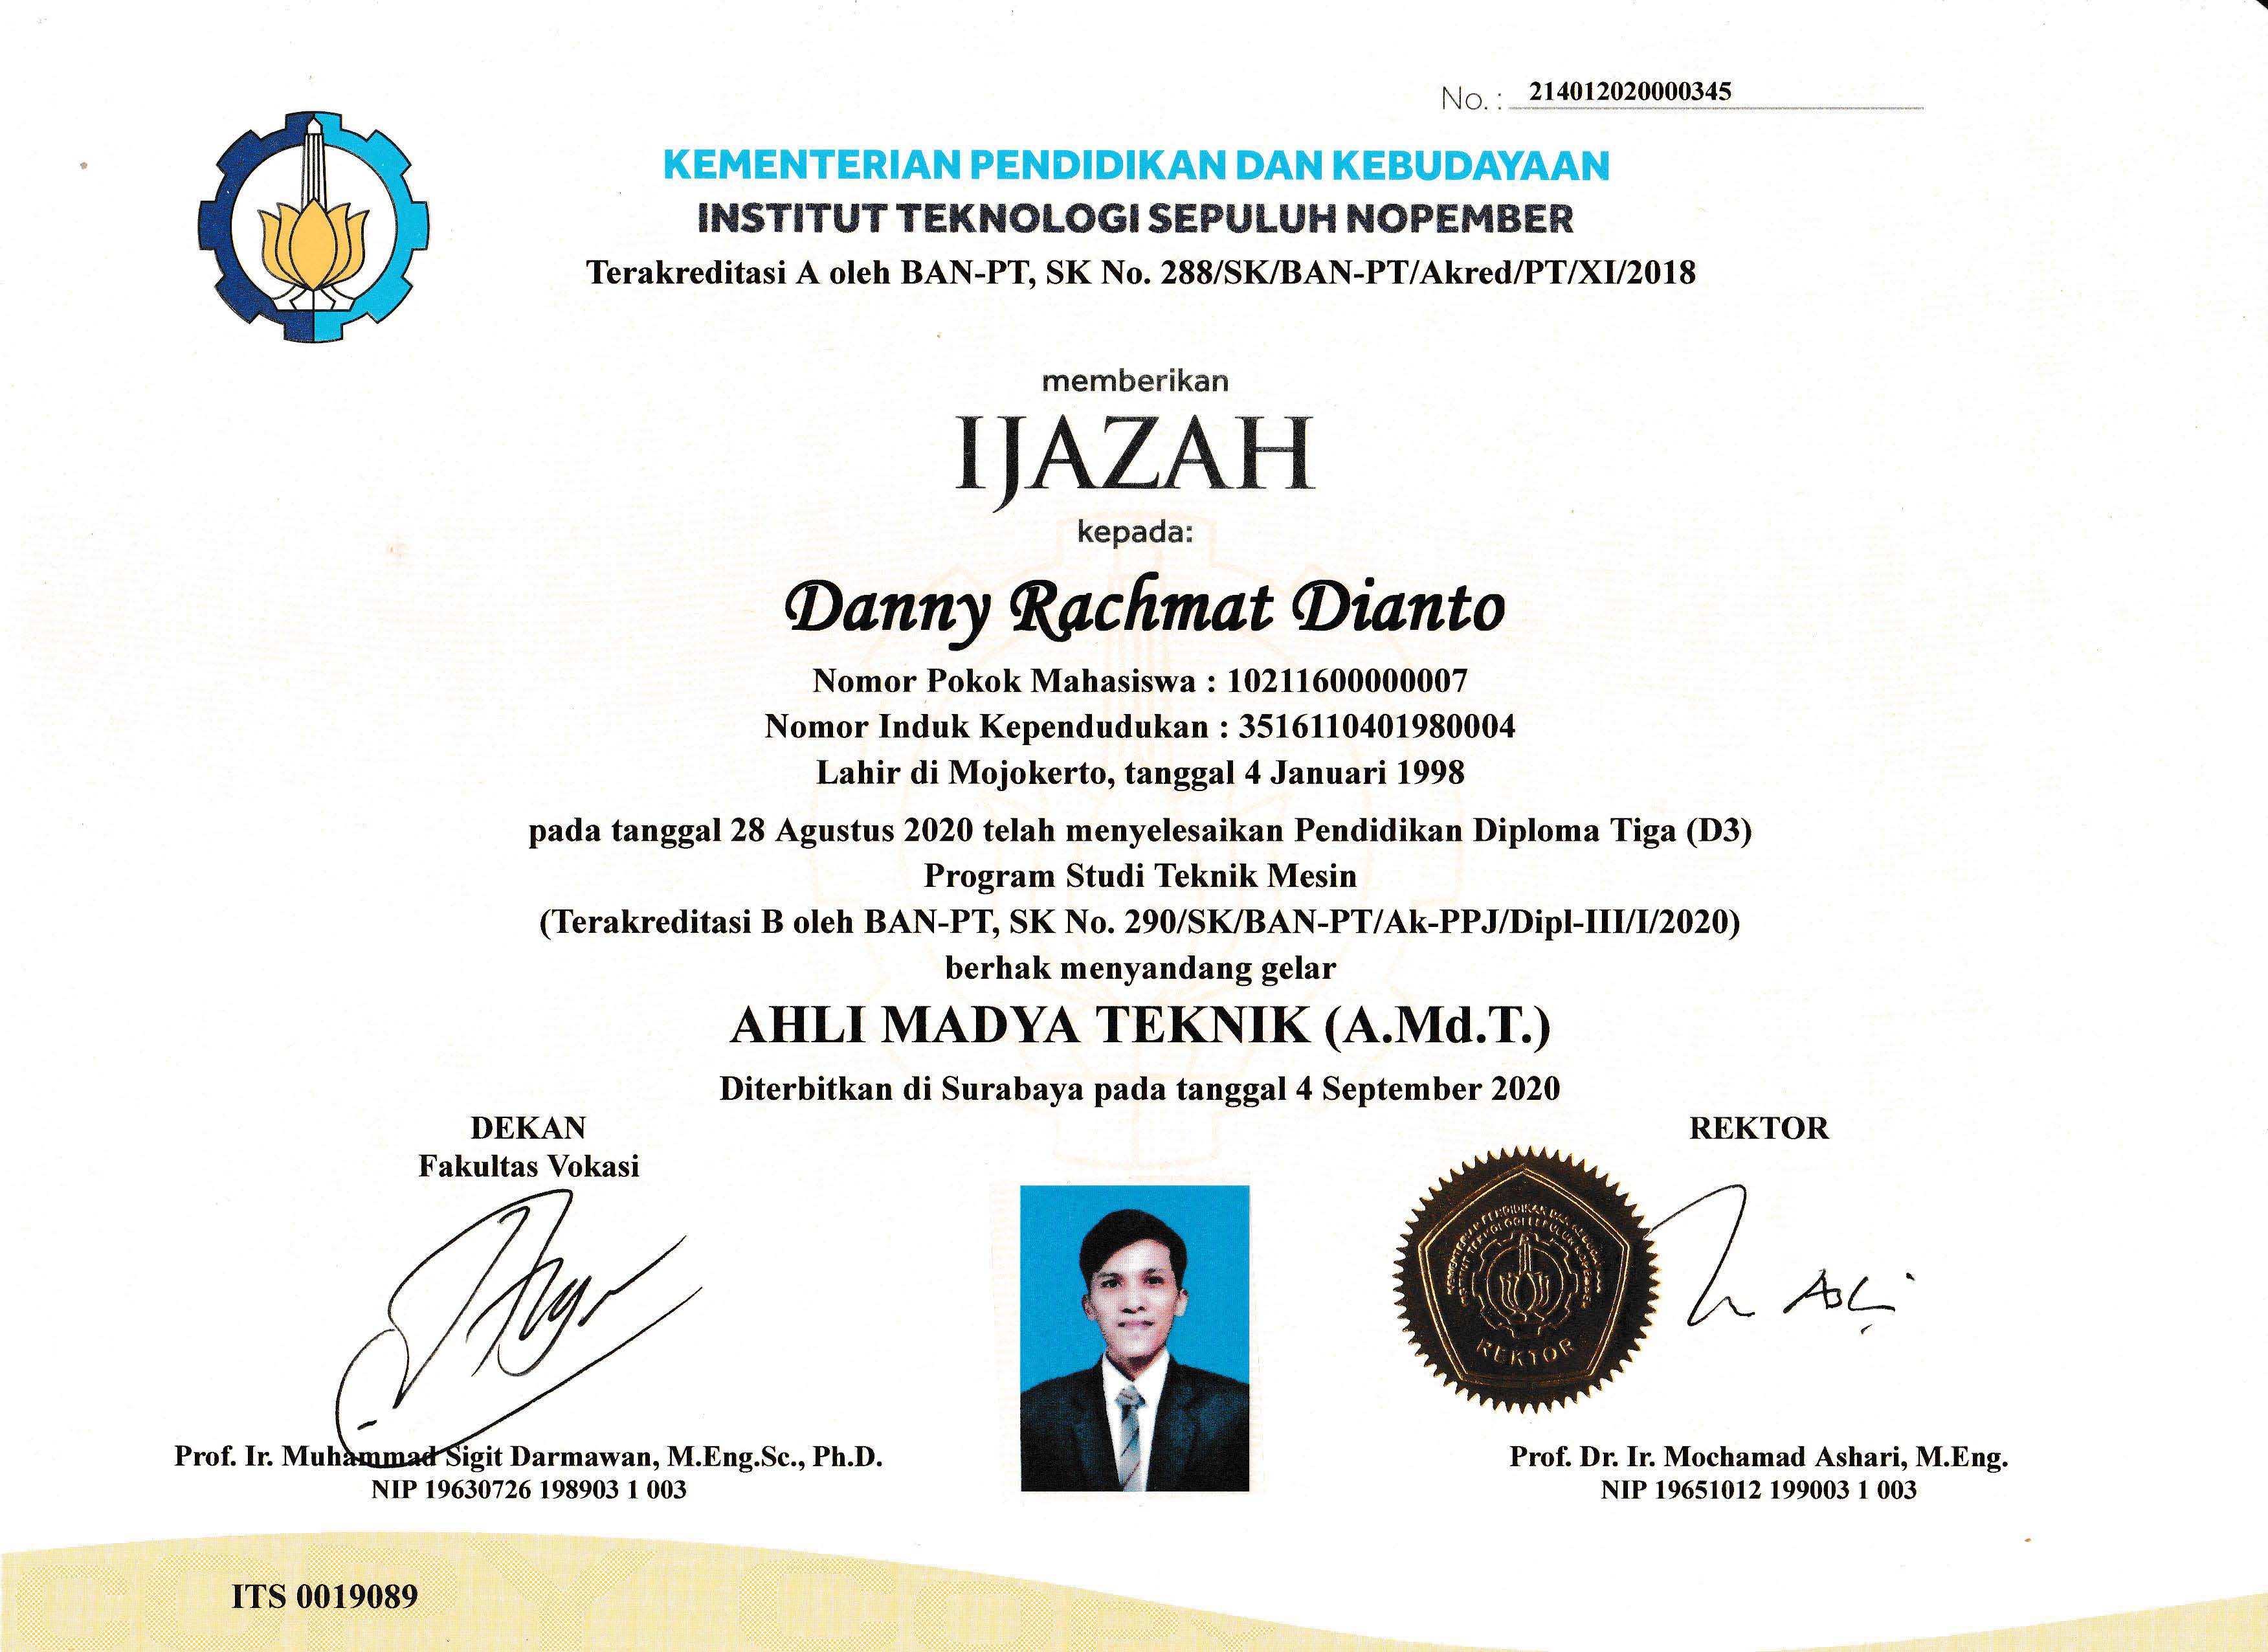 No. : 214012020000345
KEMENTERIAN PENDIDIKAN DAN KEBUDAYAAN
INSTITUT TEKNOLOGI SEPULUH NOPEMBER
Terakreditasi A oleh BAN-PT, SK No. 288/SK/BAN-PT/Akred/PT/XI/2018
memberikan
IJAZAH
kepada:
Danny Rachmat Dianto
Nomor Pokok Mahasiswa : 10211600000007
Nomor Induk Kependudukan : 3516110401980004
Lahir di Mojokerto, tanggal 4 Januari 1998
pada tanggal 28 Agustus 2020 telah menyelesaikan Pendidikan Diploma Tiga (D3)
Program Studi Teknik Mesin
(Terakreditasi B oleh BAN-PT, SK No. 290/SK/BAN-PT/Ak-PPJ/Dipl-III/I/2020)
berhak menyandang gelar
AHLI MADYA TEKNIK (A.Md.T.)
Diterbitkan di Surabaya pada tanggal 4 September 2020
DEKAN
Fakultas Vokasi
REKTOR
KEMENTERIAN PENDIDIKAN DAN KEBUDAYAAN
INSTITUT TEKNOLOGI SEPULUH NOPEMBER
REKTOR
Prof. Ir. Muhammad Sigit Darmawan, M.Eng.Sc., Ph.D.
NIP 19630726 198903 1 003
Prof. Dr. Ir. Mochamad Ashari, M.Eng.
NIP 19651012 199003 1 003
COPY COPY
ITS 0019089